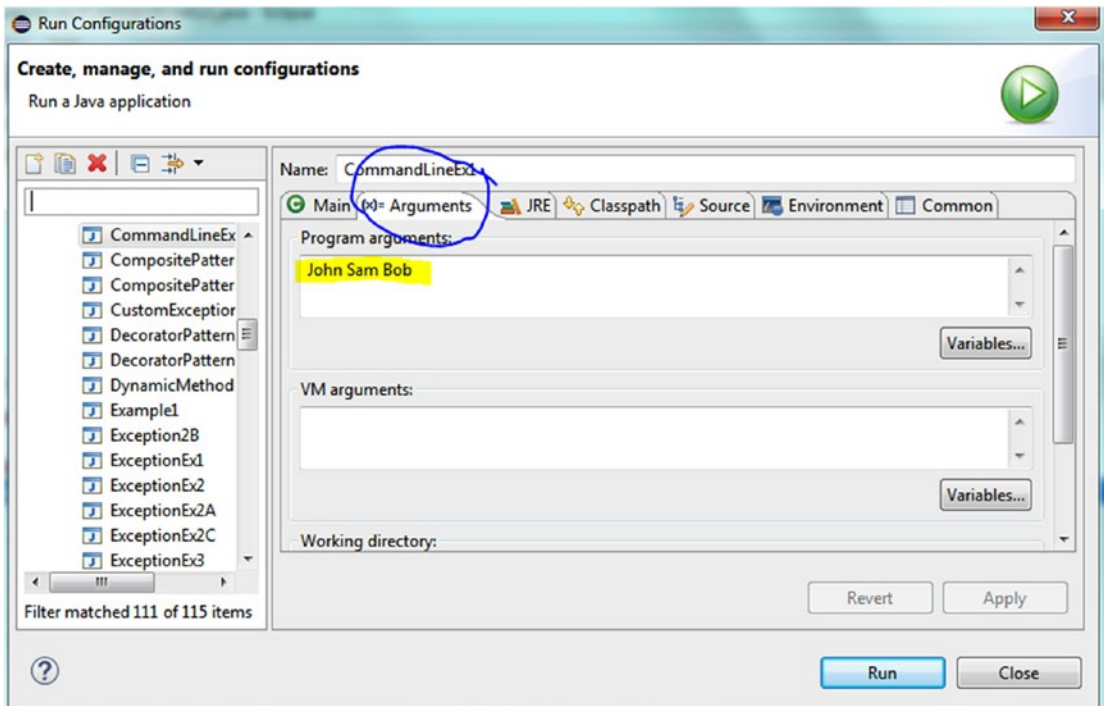 Run Configurations
Create, manage, and run configurations
Run a Java application
Name: CommandLineEx1
Main (x)= Arguments JRE Classpath Source Environment Common
CommandLineEx
CompositePatter
CompositePatter
CustomException
DecoratorPattern
DecoratorPattern
DynamicMethod
Example1
Exception2B
ExceptionEx1
ExceptionEx2
ExceptionEx2A
ExceptionEx2C
ExceptionEx3
Filter matched 111 of 115 items
Program arguments:
John Sam Bob
Variables...
VM arguments:
Variables...
Working directory:
Revert Apply
Run Close